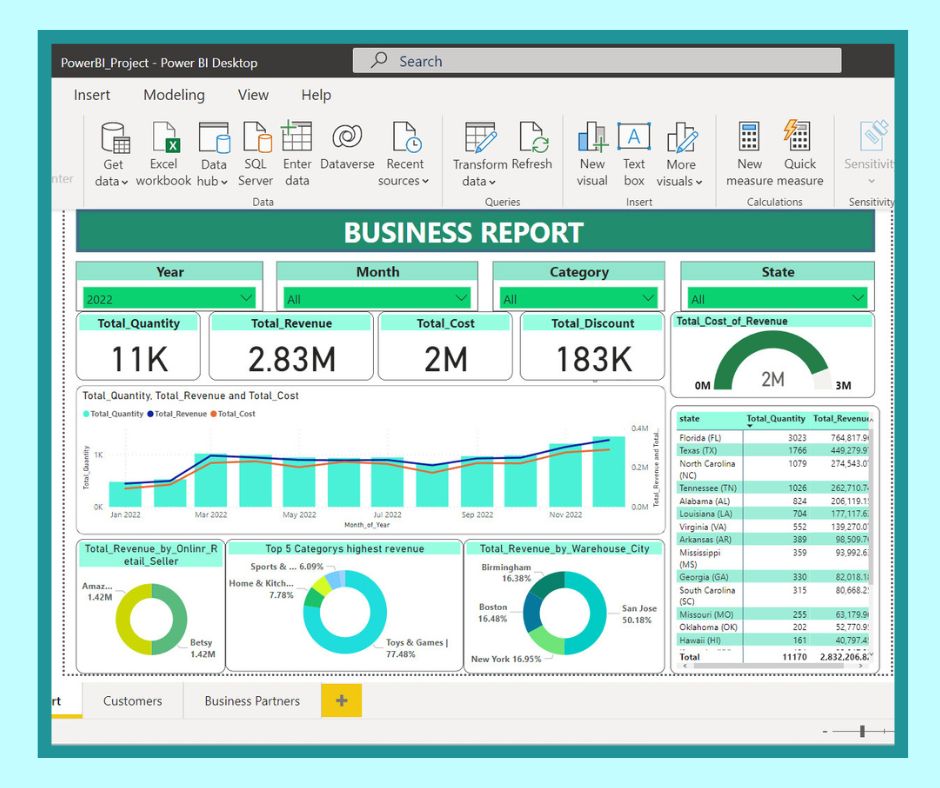 PowerBI_Project - Power BI Desktop
Search
Insert Modeling View Help
Get data
Excel workbook
Data hub
SQL Server
Enter data
Dataverse
Recent sources
Transform data
Refresh
New visual
Text box
More visuals
New measure
Quick measure
Data
Queries
Insert
Calculations
Sensitivity
BUSINESS REPORT
Year
2022
Month
All
Category
All
State
All
Total_Quantity
11K
Total_Revenue
2.83M
Total_Cost
2M
Total_Discount
183K
Total_Cost_of_Revenue
0M
2M
3M
Total_Quantity, Total_Revenue and Total_Cost
Total_Quantity Total_Revenue Total_Cost
Total_Quantity
1K
0K
0.4M
0.2M
0.0M
Total_Revenue and Total...
Jan 2022 Mar 2022 May 2022 Jul 2022 Sep 2022 Nov 2022
Month_of_Year
state Total_Quantity Total_Revenue
Florida (FL) 3023 764,817.9
Texas (TX) 1766 449,279.9
North Carolina 1079 274,543.0
(NC)
Tennessee (TN) 1026 262,710.7
Alabama (AL) 824 206,119.1
Louisiana (LA) 704 177,117.6
Virginia (VA) 552 139,270.0
Arkansas (AR) 389 98,509.7
Mississippi 359 93,992.6
(MS)
Georgia (GA) 330 82,018.1
South Carolina 315 80,668.2
(SC)
Missouri (MO) 255 63,179.9
Oklahoma (OK) 202 52,770.9
Hawaii (HI) 161 40,797.4
Total 11170 2,832,206.8
Total_Revenue_by_Onlinr_R
etail_Seller
Amaz...
1.42M
Betsy
1.42M
Top 5 Categorys highest revenue
Sports & ... 6.09%
Home & Kitch...
7.78%
Toys & Games |
77.48%
Total_Revenue_by_Warehouse_City
Birmingham
16.38%
Boston
16.48%
San Jose
50.18%
New York 16.95%
rt
Customers
Business Partners
+